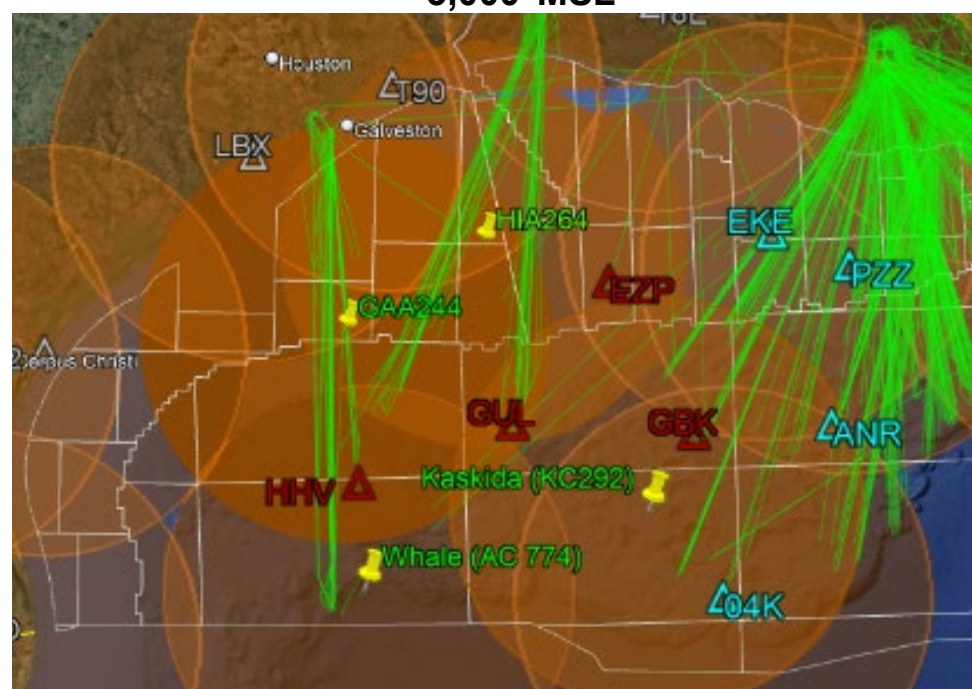 Houston
T90
Galveston
LBX
HIA264
EKE
PZZ
EZP
GAA244
Corpus Christi
GUL
GBK
ANR
HHV
Kaskida (KC292)
Whale (AC 774)
04K